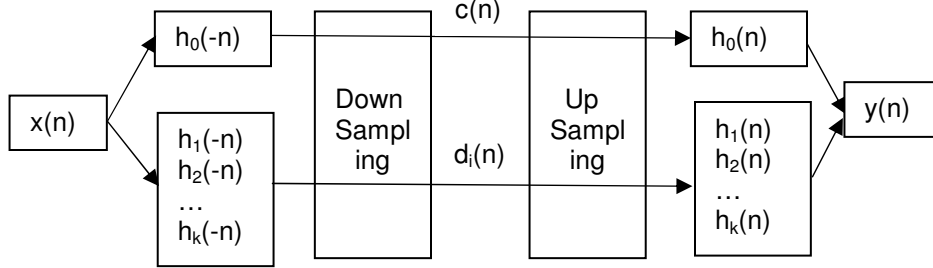 x(n)
h₀(-n)
h₁(-n)
h₂(-n)
…
hₖ(-n)
Down
Sampl
ing
c(n)
dᵢ(n)
Up
Sampl
ing
h₀(n)
h₁(n)
h₂(n)
…
hₖ(n)
y(n)